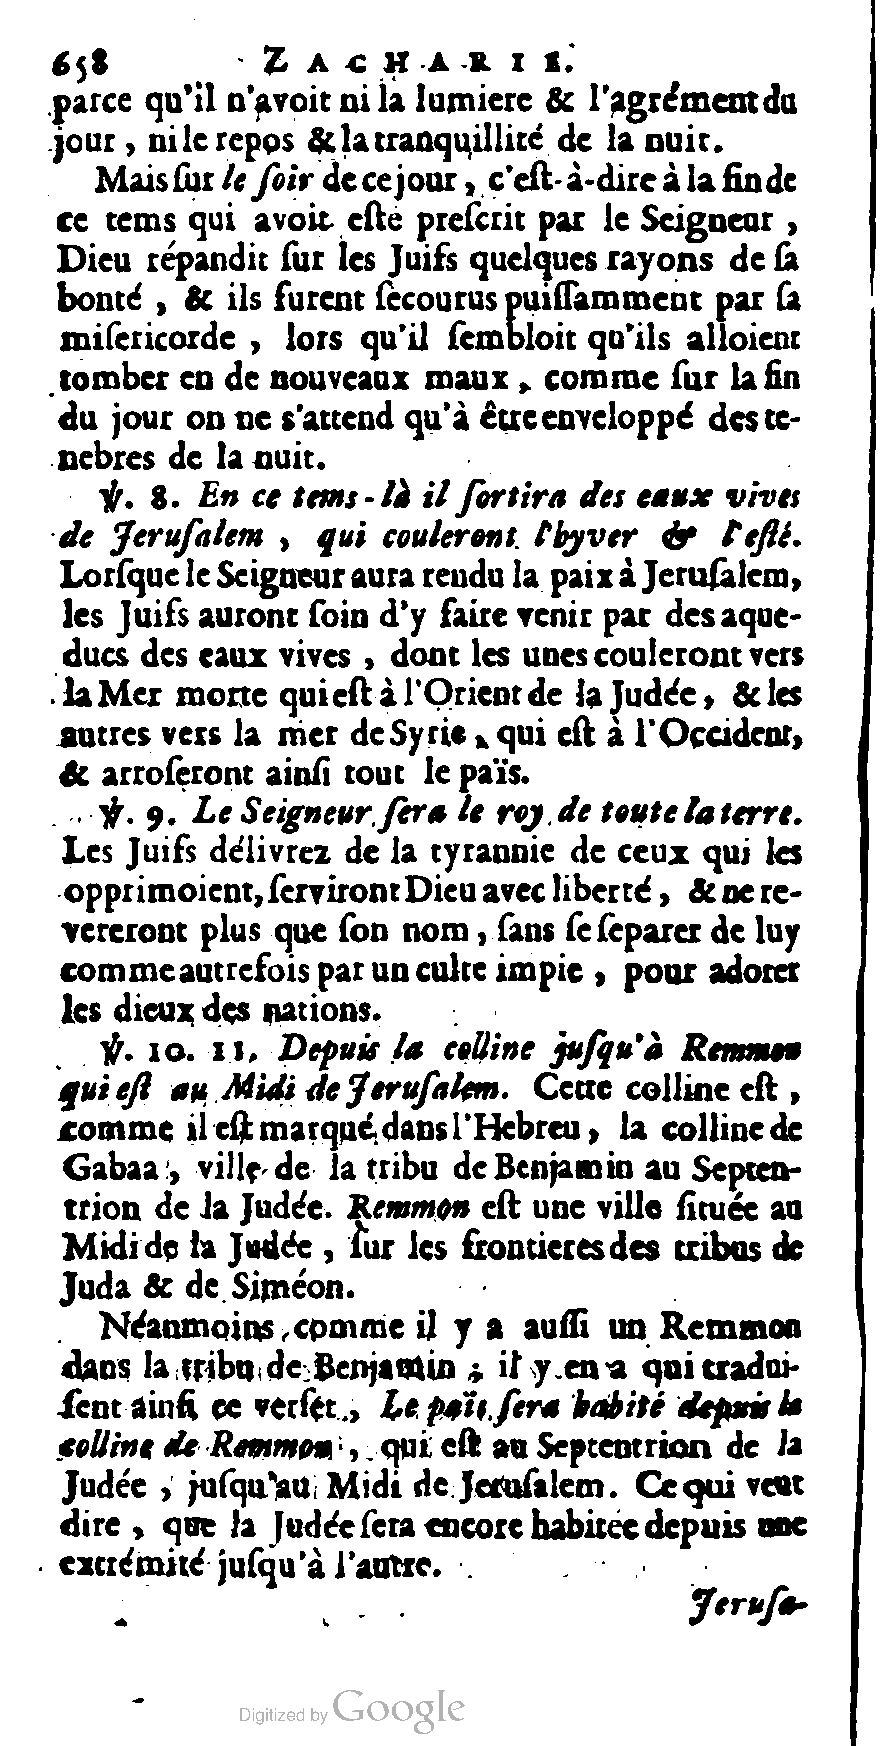 658 ZACHARIE.
parce qu'il n'avoit ni la lumiere & l'agrément du
jour, ni le repos & la tranquillité de la nuit.
Mais ſur le ſoir de ce jour, c'eſt-à-dire à la fin de
ce tems qui avoit eſté preſcrit par le Seigneur,
Dieu répandit ſur les Juifs quelques rayons de ſa
bonté, & ils furent ſecourus puiſſamment par ſa
miſericorde, lors qu'il ſembloit qu'ils alloient
tomber en de nouveaux maux, comme ſur la fin
du jour on ne s'attend qu'à être enveloppé des te-
nebres de la nuit.
℣. 8. En ce tems-là il ſortira des eaux vives
de Jeruſalem, qui couleront l'hyver & l'eſté.
Lorſque le Seigneur aura rendu la paix à Jeruſalem,
les Juifs auront ſoin d'y faire venir par des aque-
ducs des eaux vives, dont les unes couleront vers
la Mer morte qui eſt à l'Orient de la Judée, & les
autres vers la mer de Syrie, qui eſt à l'Occident,
& arroſeront ainſi tout le païs.
℣. 9. Le Seigneur ſera le roy de toute la terre.
Les Juifs délivrez de la tyrannie de ceux qui les
opprimoient, ſerviront Dieu avec liberté, & ne re-
vereront plus que ſon nom, ſans ſe ſeparer de luy
comme autrefois par un culte impie, pour adorer
les dieux des nations.
℣. 10. 11. Depuis la colline juſqu'à Remmon
qui eſt au Midi de Jeruſalem. Cette colline eſt,
comme il eſt marqué dans l'Hebreu, la colline de
Gabaa, ville de la tribu de Benjamin au Septen-
trion de la Judée. Remmon eſt une ville ſituée au
Midi de la Judée, ſur les frontieres des tribus de
Juda & de Siméon.
Néanmoins, comme il y a auſſi un Remmon
dans la tribu de Benjamin, il y en a qui tradui-
ſent ainſi ce verſet, Le païs ſera habité depuis la
colline de Remmon, qui eſt au Septentrion de la
Judée, juſqu'au Midi de Jeruſalem. Ce qui veut
dire, que la Judée ſera encore habitée depuis une
extrémité juſqu'à l'autre.
Jeruſa-
Digitized by Google